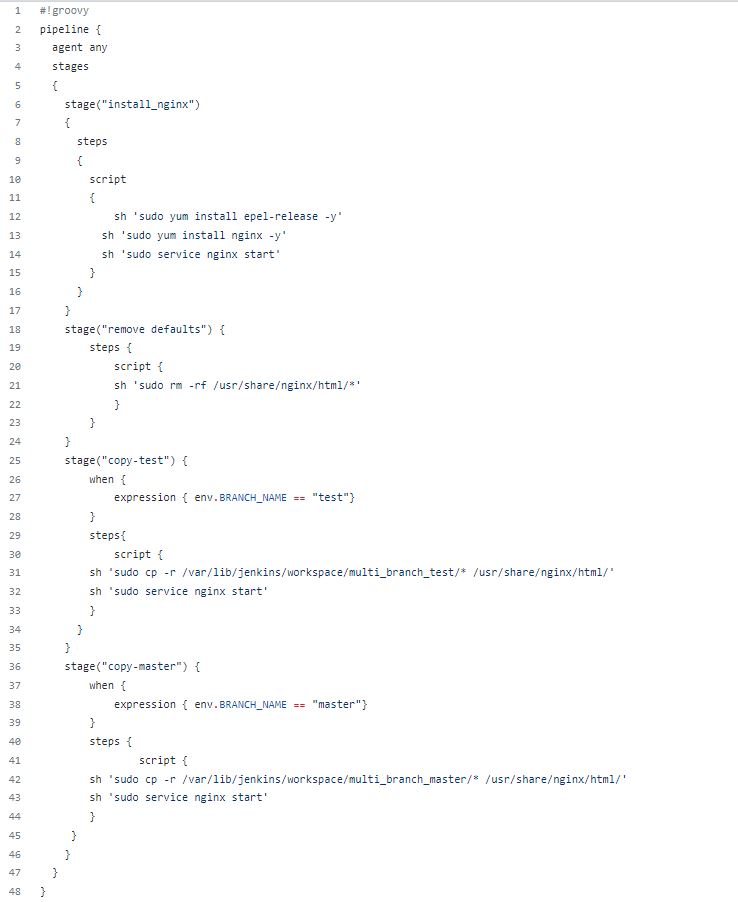 1 #!groovy
2 pipeline {
3   agent any
4   stages
5   {
6     stage("install_nginx")
7     {
8       steps
9       {
10         script
11         {
12             sh 'sudo yum install epel-release -y'
13           sh 'sudo yum install nginx -y'
14           sh 'sudo service nginx start'
15         }
16       }
17     }
18     stage("remove defaults") {
19         steps {
20             script {
21             sh 'sudo rm -rf /usr/share/nginx/html/*'
22             }
23         }
24     }
25     stage("copy-test") {
26         when {
27             expression { env.BRANCH_NAME == "test"}
28         }
29         steps{
30             script {
31         sh 'sudo cp -r /var/lib/jenkins/workspace/multi_branch_test/* /usr/share/nginx/html/'
32         sh 'sudo service nginx start'
33         }
34       }
35     }
36     stage("copy-master") {
37         when {
38             expression { env.BRANCH_NAME == "master"}
39         }
40         steps {
41                 script {
42         sh 'sudo cp -r /var/lib/jenkins/workspace/multi_branch_master/* /usr/share/nginx/html/'
43         sh 'sudo service nginx start'
44         }
45      }
46     }
47   }
48 }